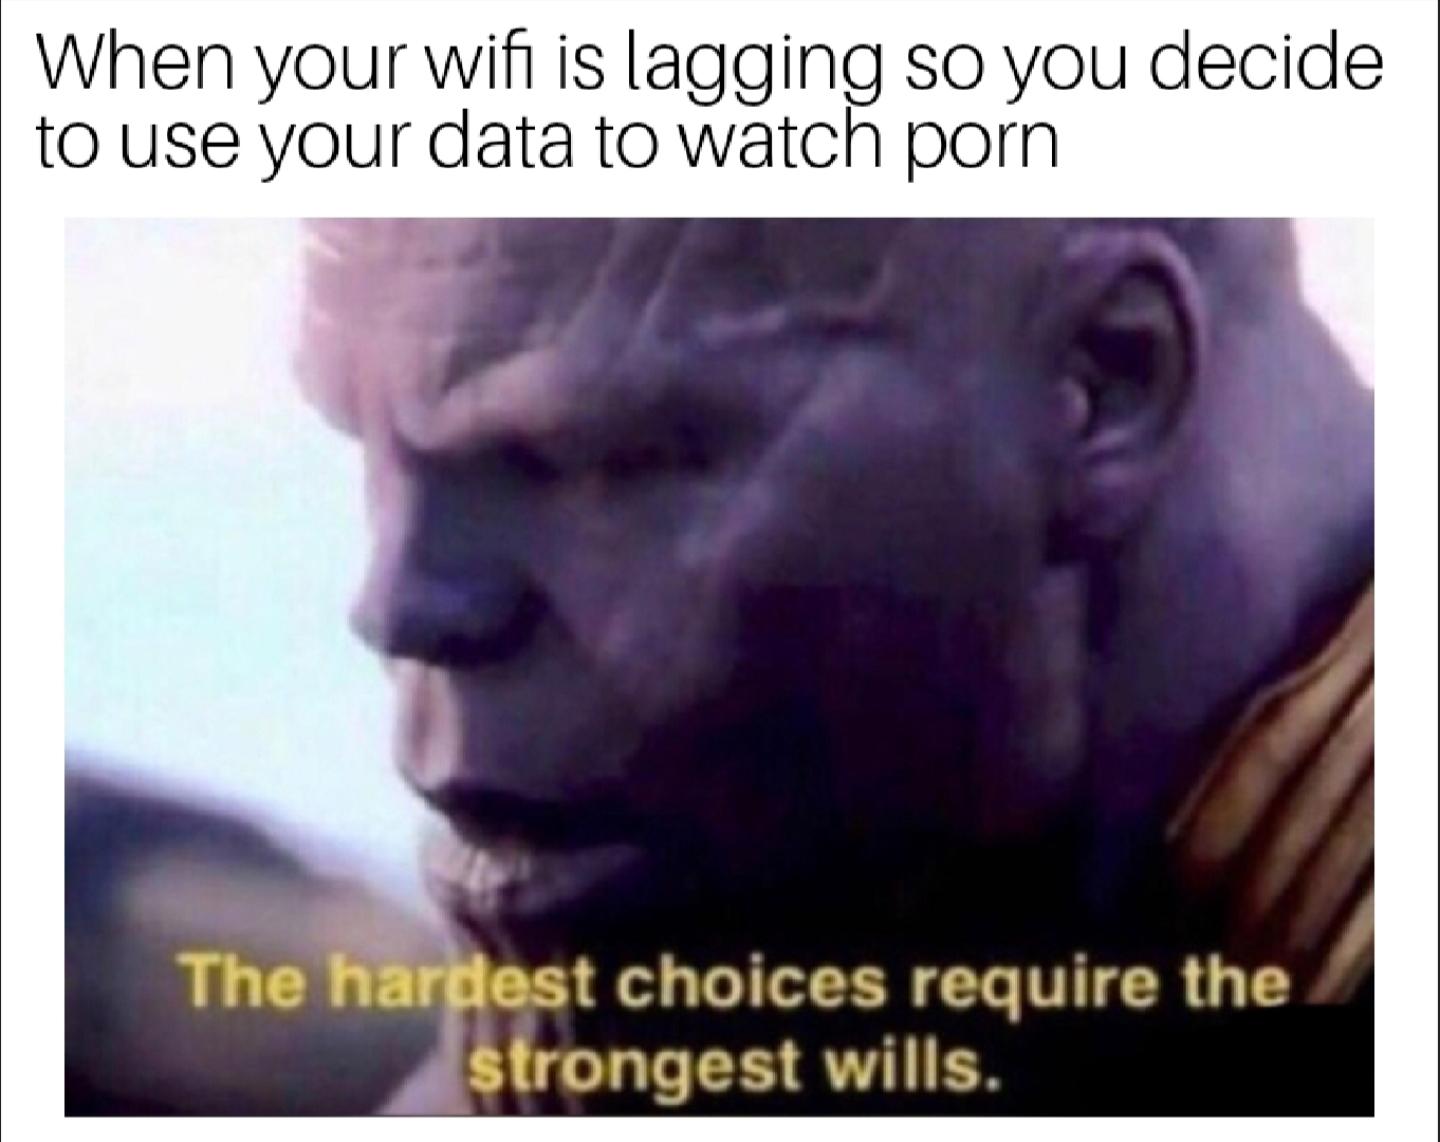 When your wifi is lagging so you decide
to use your data to watch porn
The hardest choices require the
strongest wills.